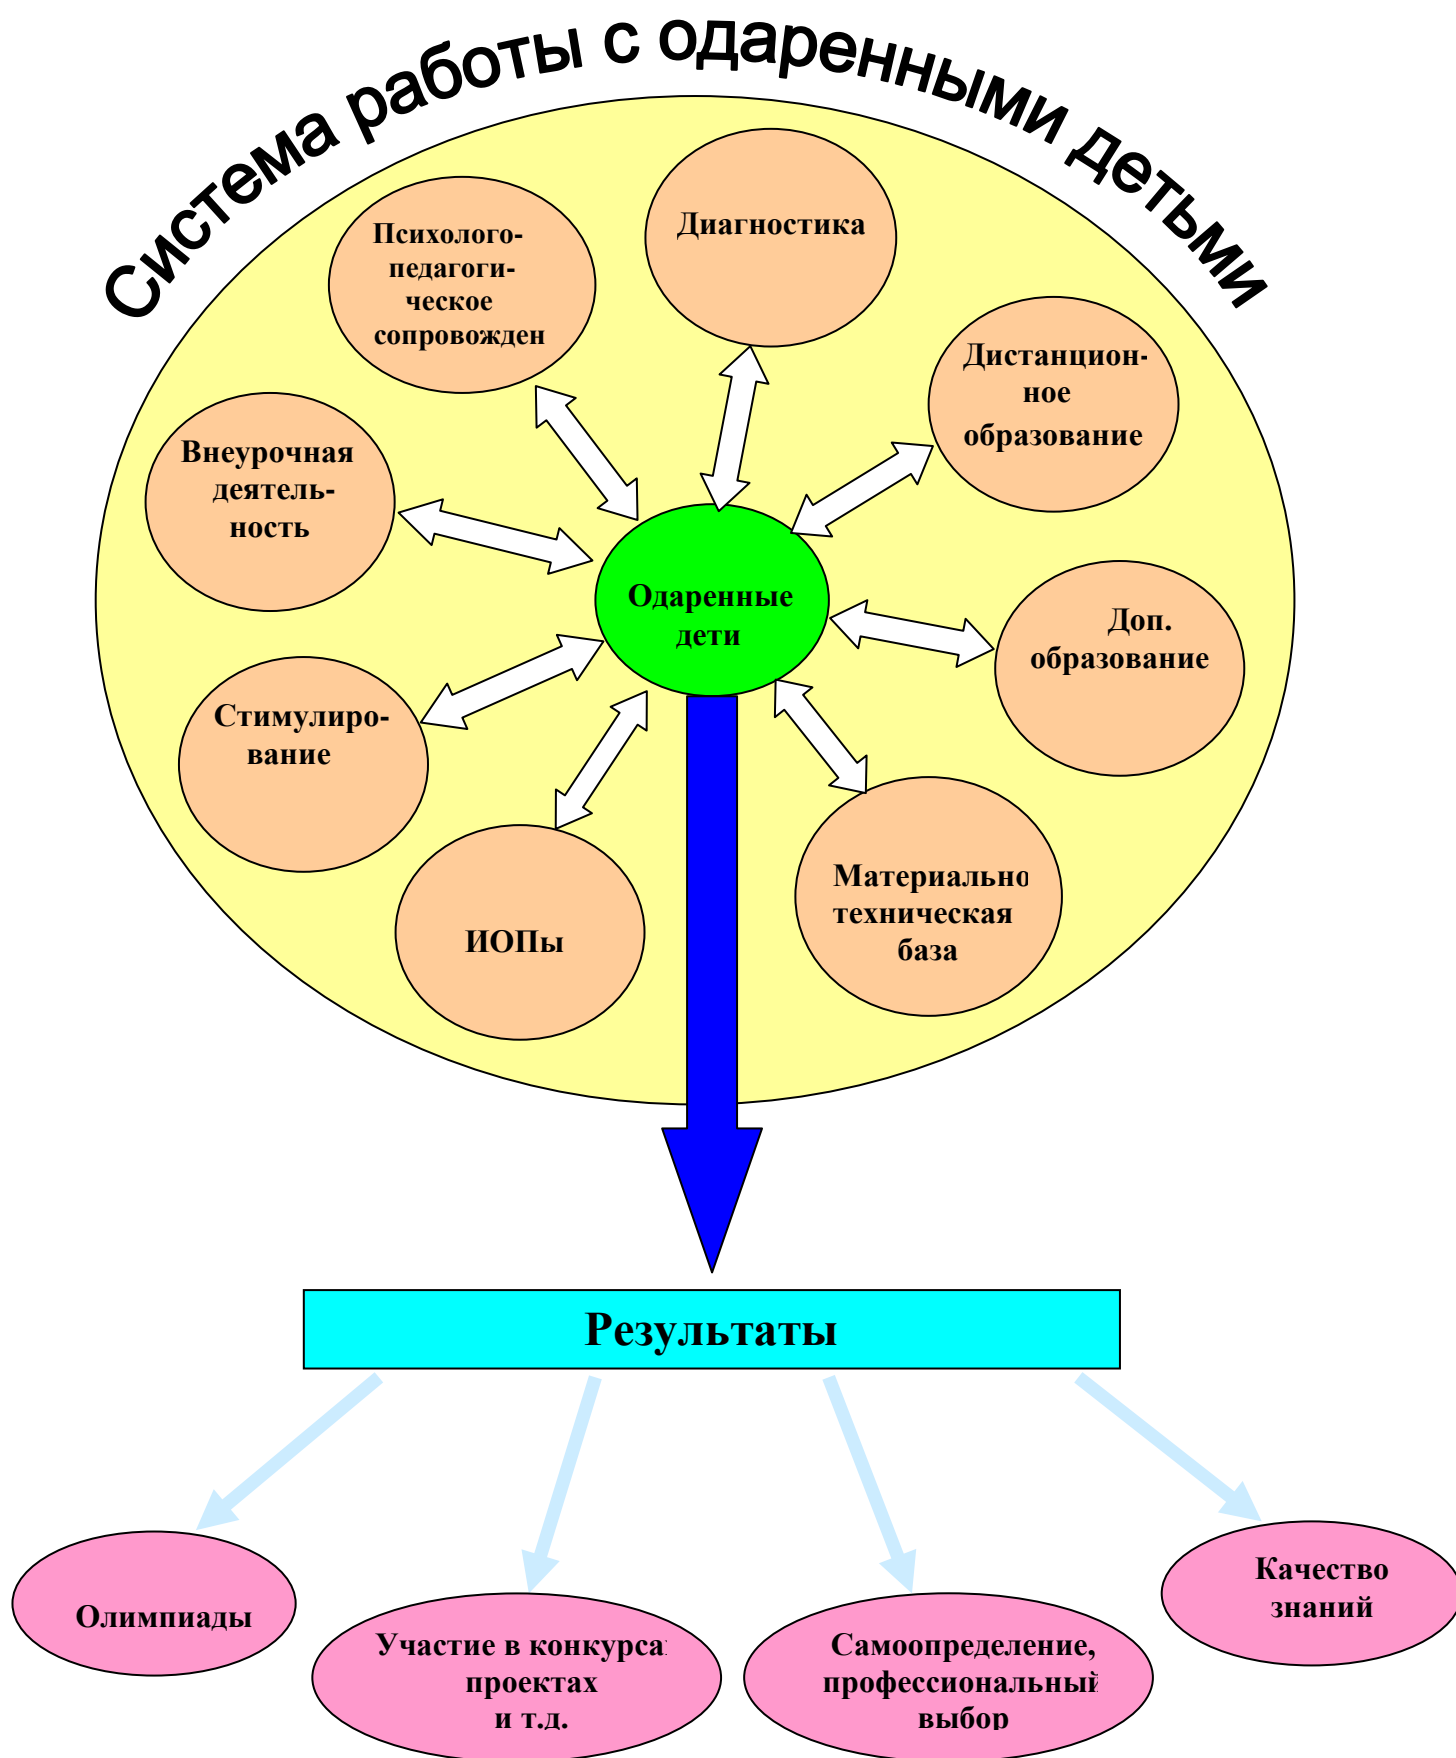 Система работы с одаренными детьми
Диагностика
Психолого-
педагоги-
ческое
сопровожден
Дистанцион-
ное
образование
Внеурочная
деятель-
ность
Одаренные
дети
Доп.
образование
Стимулиро-
вание
Материально
техническая
база
ИОПы
Результаты
Олимпиады
Участие в конкурса
проектах
и т.д.
Самоопределение,
профессиональный
выбор
Качество
знаний